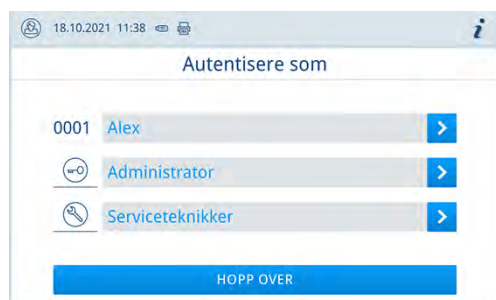 18.10.2021 11:38
i
Autentisere som
0001 Alex
Administrator
Serviceteknikker
HOPP OVER